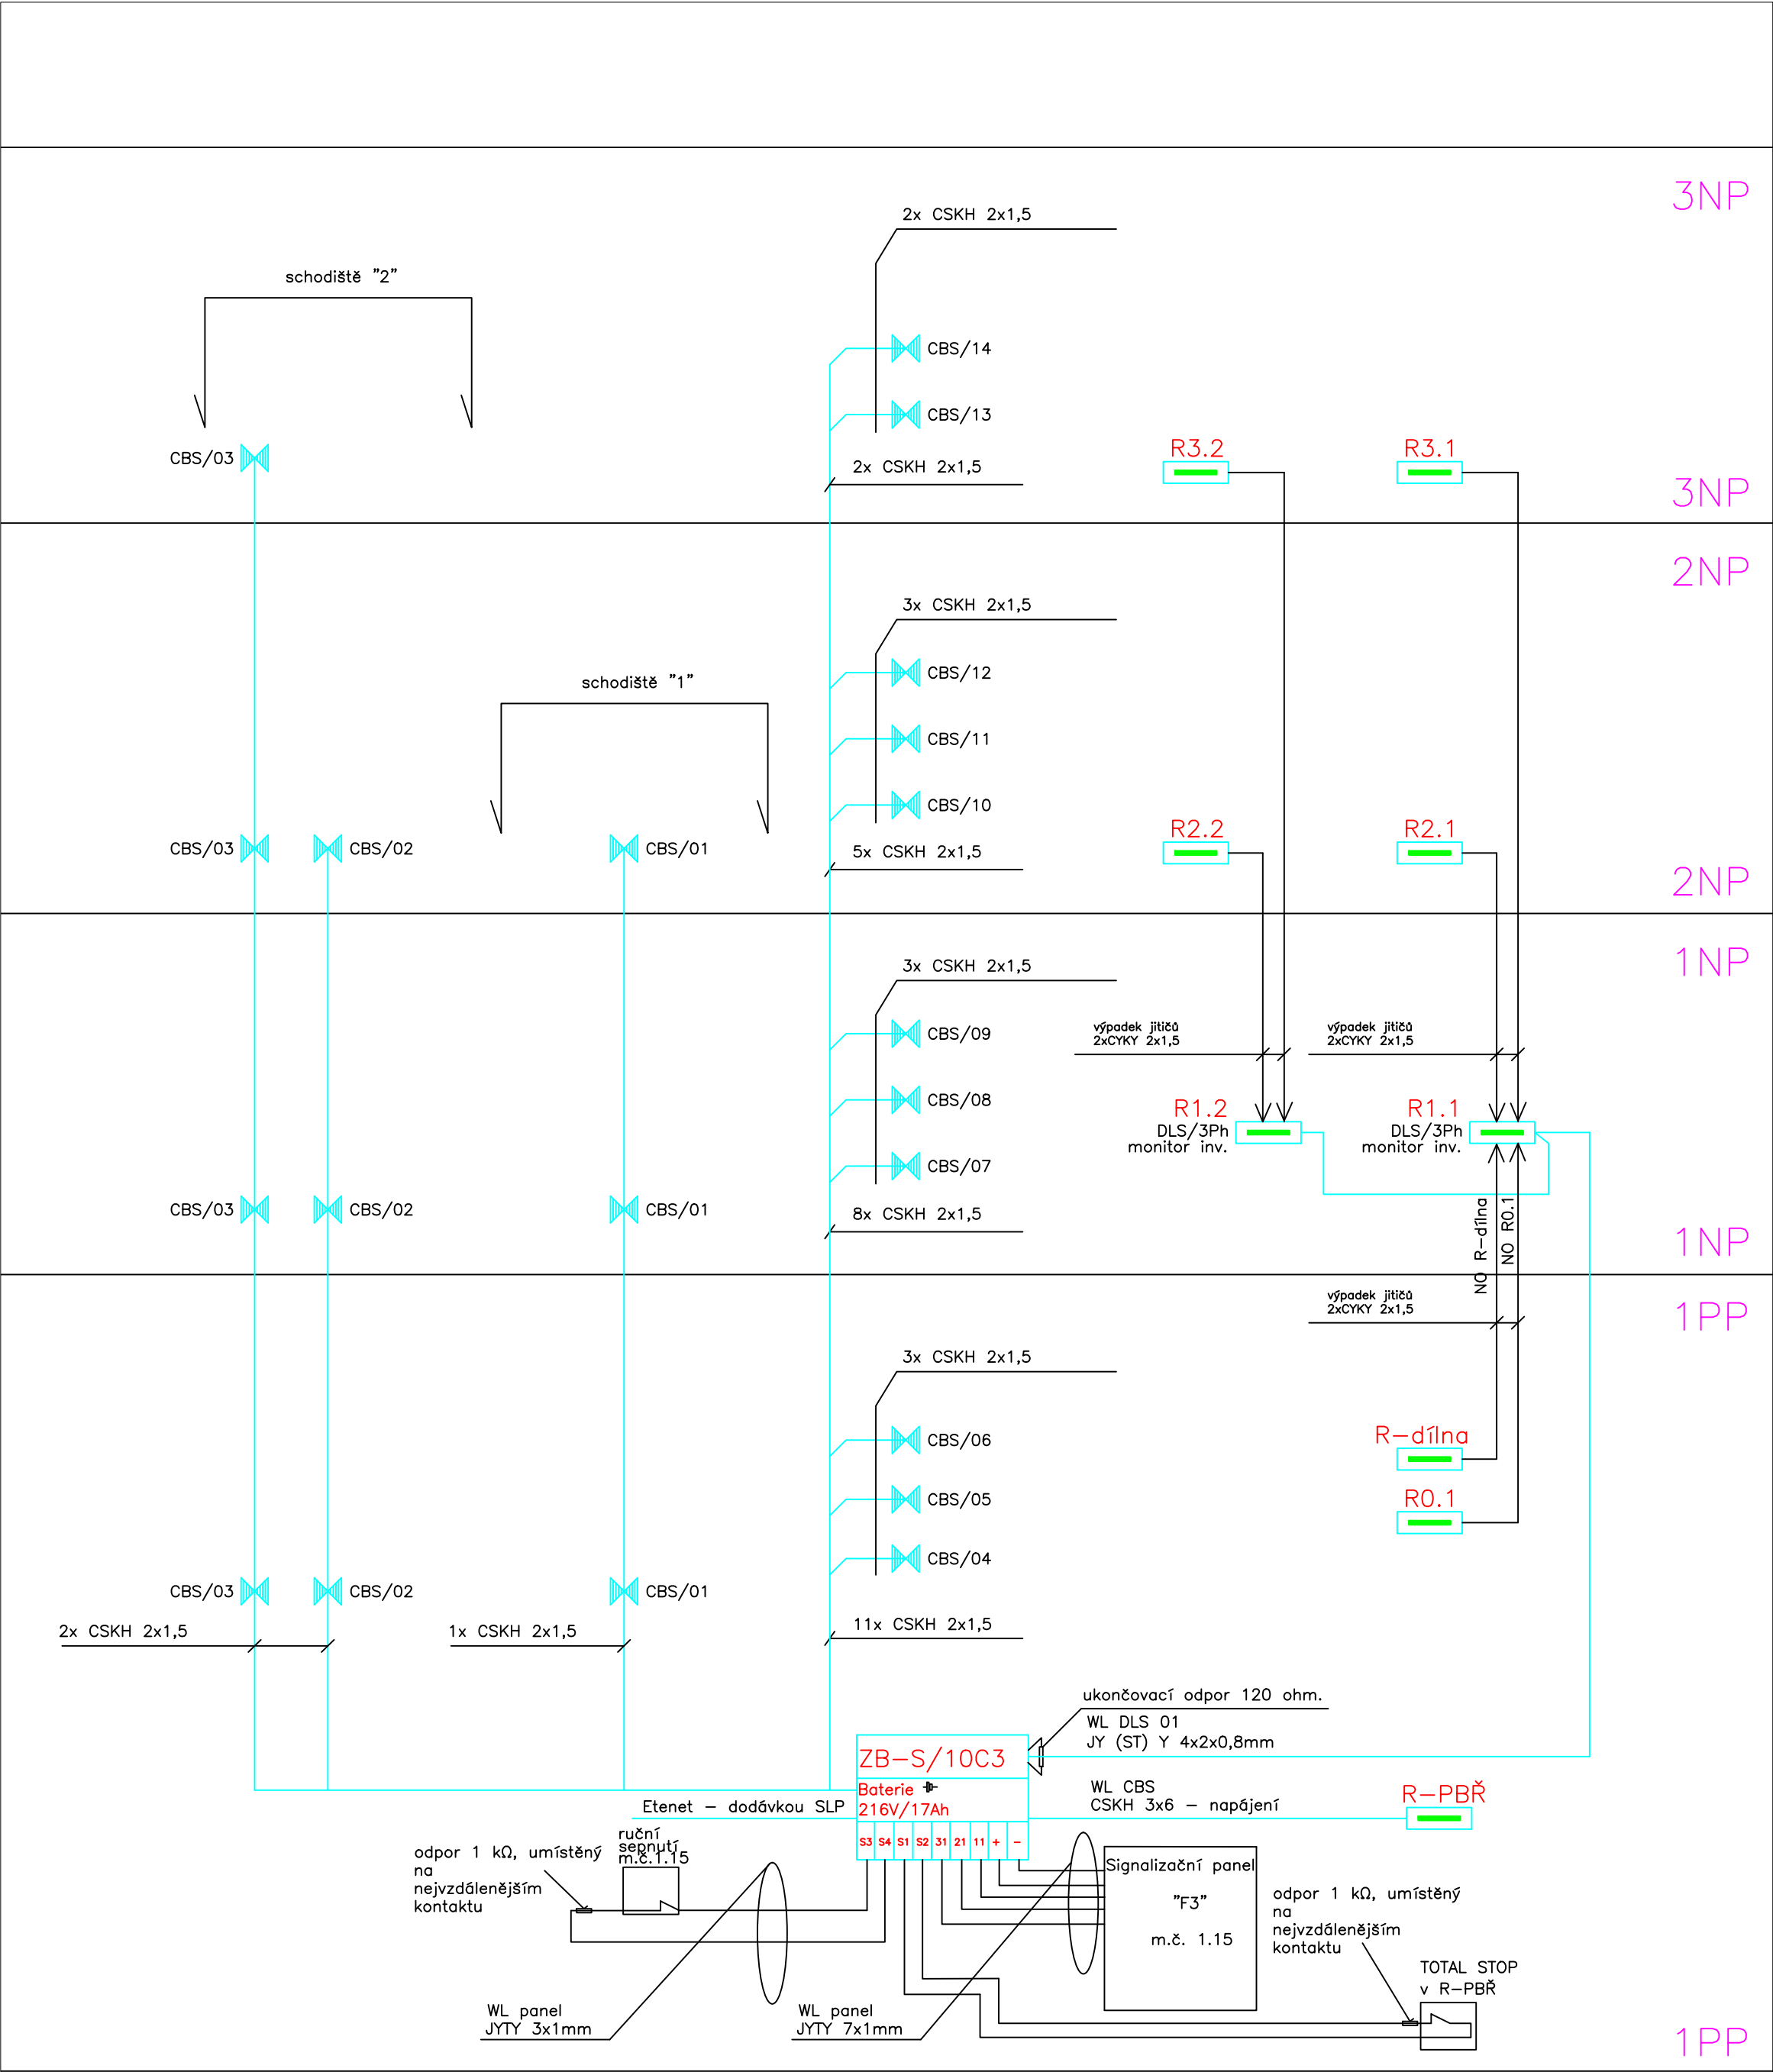 3NP
2x CSKH 2x1,5
schodiště "2"
CBS/14
CBS/13
R3.2
R3.1
CBS/03
2x CSKH 2x1,5
3NP
2NP
3x CSKH 2x1,5
CBS/12
schodiště "1"
CBS/11
CBS/10
R2.2
R2.1
CBS/03
CBS/02
CBS/01
5x CSKH 2x1,5
2NP
1NP
3x CSKH 2x1,5
CBS/09
výpadek jitičů
2xCYKY 2x1,5
výpadek jitičů
2xCYKY 2x1,5
CBS/08
R1.2
DLS/3Ph
monitor inv.
R1.1
DLS/3Ph
monitor inv.
CBS/07
CBS/03
CBS/02
CBS/01
8x CSKH 2x1,5
NO R-dílna
NO R0.1
1NP
1PP
výpadek jitičů
2xCYKY 2x1,5
3x CSKH 2x1,5
CBS/06
R-dílna
CBS/05
R0.1
CBS/04
CBS/03
CBS/02
CBS/01
2x CSKH 2x1,5
1x CSKH 2x1,5
11x CSKH 2x1,5
ukončovací odpor 120 ohm.
WL DLS 01
JY (ST) Y 4x2x0,8mm
ZB-S/10C3
Baterie
216V/17Ah
WL CBS
CSKH 3x6 - napájení
R-PBŘ
Etenet - dodávkou SLP
S3 S4 S1 S2 31 21 11 + -
ruční
sepnutí
m.č.1.15
odpor 1 kΩ, umístěný
na
nejvzdálenějším
kontaktu
Signalizační panel
"F3"
m.č. 1.15
odpor 1 kΩ, umístěný
na
nejvzdálenějším
kontaktu
TOTAL STOP
v R-PBŘ
WL panel
JYTY 3x1mm
WL panel
JYTY 7x1mm
1PP